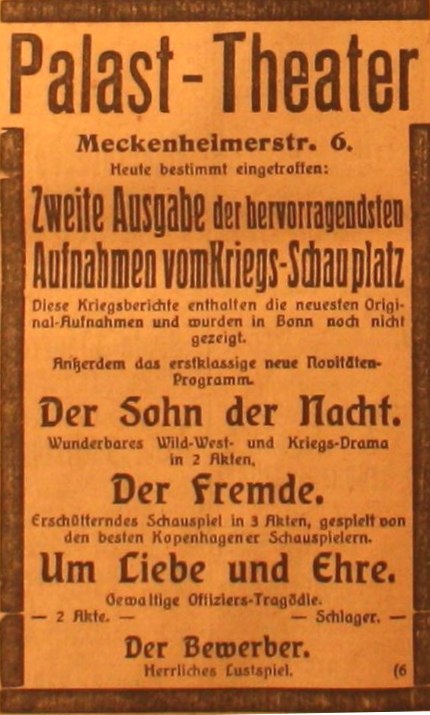 Palast-Theater
Meckenheimerstr. 6.
Heute bestimmt eingetroffen:
Zweite Ausgabe der hervorragendsten
Aufnahmen vom Kriegs-Schauplatz
Diese Kriegsberichte enthalten die neuesten Origi-
nal-Aufnahmen und wurden in Bonn noch nicht
gezeigt.
Außerdem das erstklassige neue Novitäten-
Programm.
Der Sohn der Nacht.
Wunderbares Wild-West- und Kriegs-Drama
in 2 Akten.
Der Fremde.
Erschütterndes Schauspiel in 3 Akten, gespielt von
den besten Kopenhagener Schauspielern.
Um Liebe und Ehre.
Gewaltige Offiziers-Tragödie.
— 2 Akte. — — Schlager. —
Der Bewerber.
Herrliches Lustspiel. (6